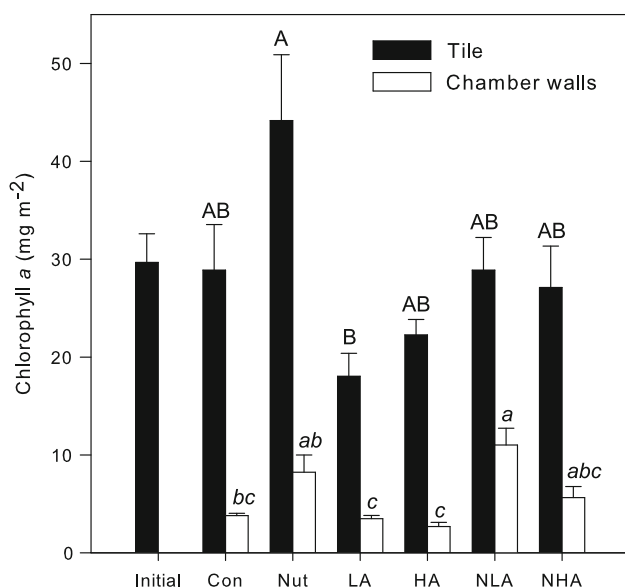 Tile
Chamber walls
Chlorophyll a (mg m-2)
50
40
30
20
10
0
AB
A
B
AB
AB
AB
bc
ab
c
c
a
abc
Initial Con Nut LA HA NLA NHA